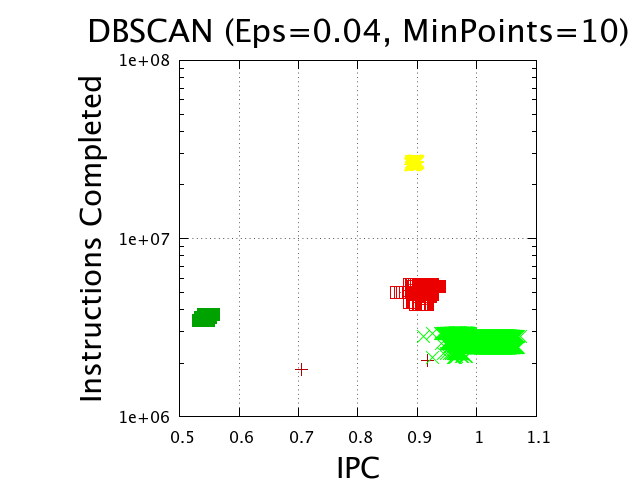 DBSCAN (Eps=0.04, MinPoints=10)
1e+08
1e+07
1e+06
Instructions Completed
0.5 0.6 0.7 0.8 0.9 1 1.1
IPC